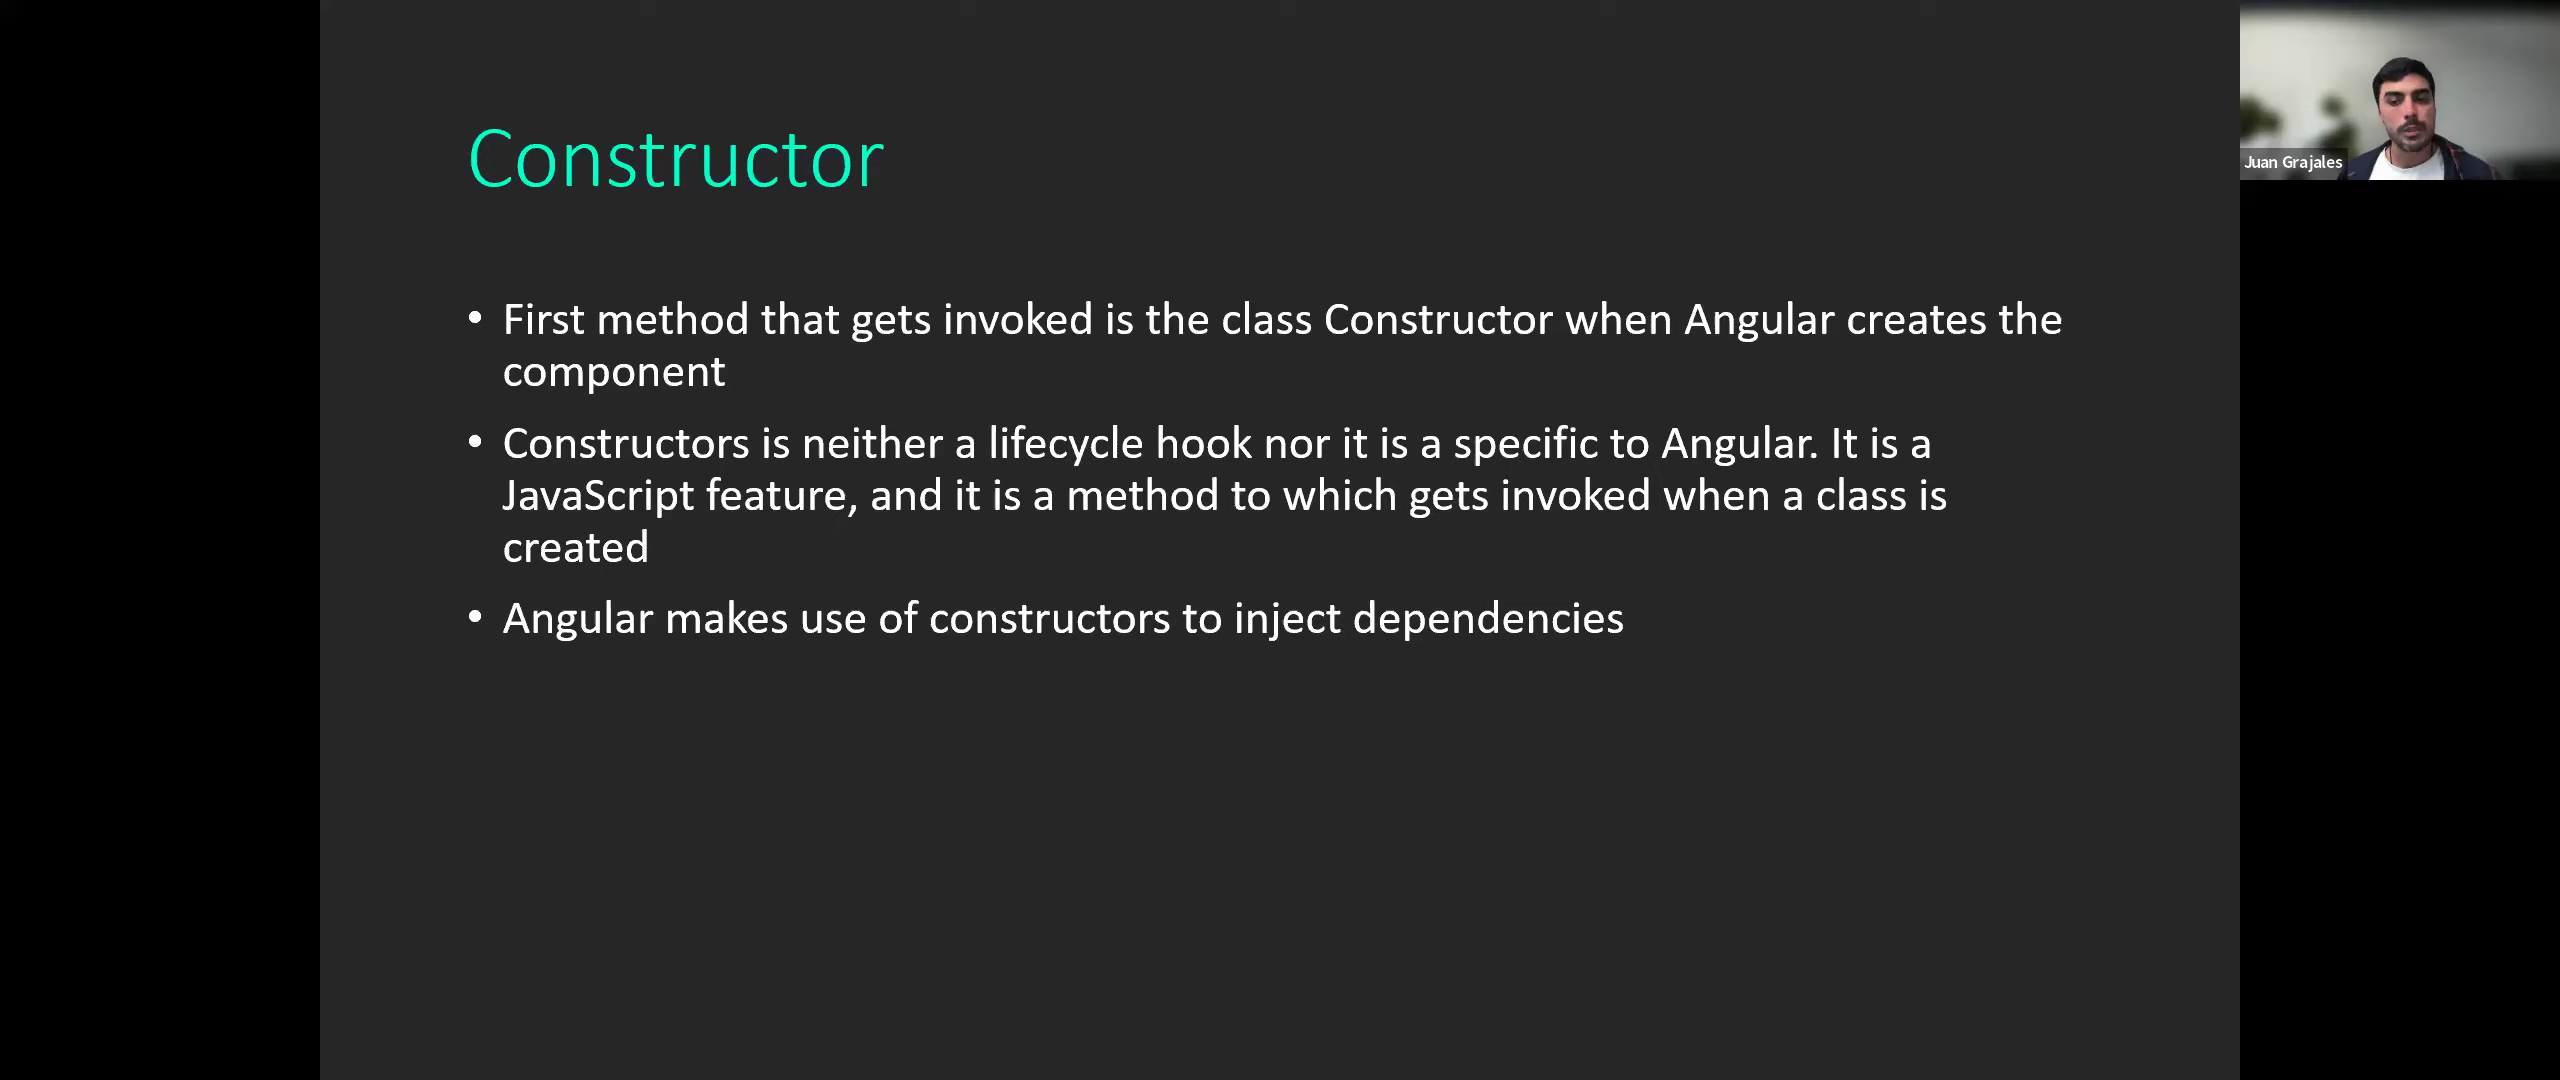 Constructor
Juan Grajales
• First method that gets invoked is the class Constructor when Angular creates the
component
• Constructors is neither a lifecycle hook nor it is a specific to Angular. It is a
JavaScript feature, and it is a method to which gets invoked when a class is
created
• Angular makes use of constructors to inject dependencies